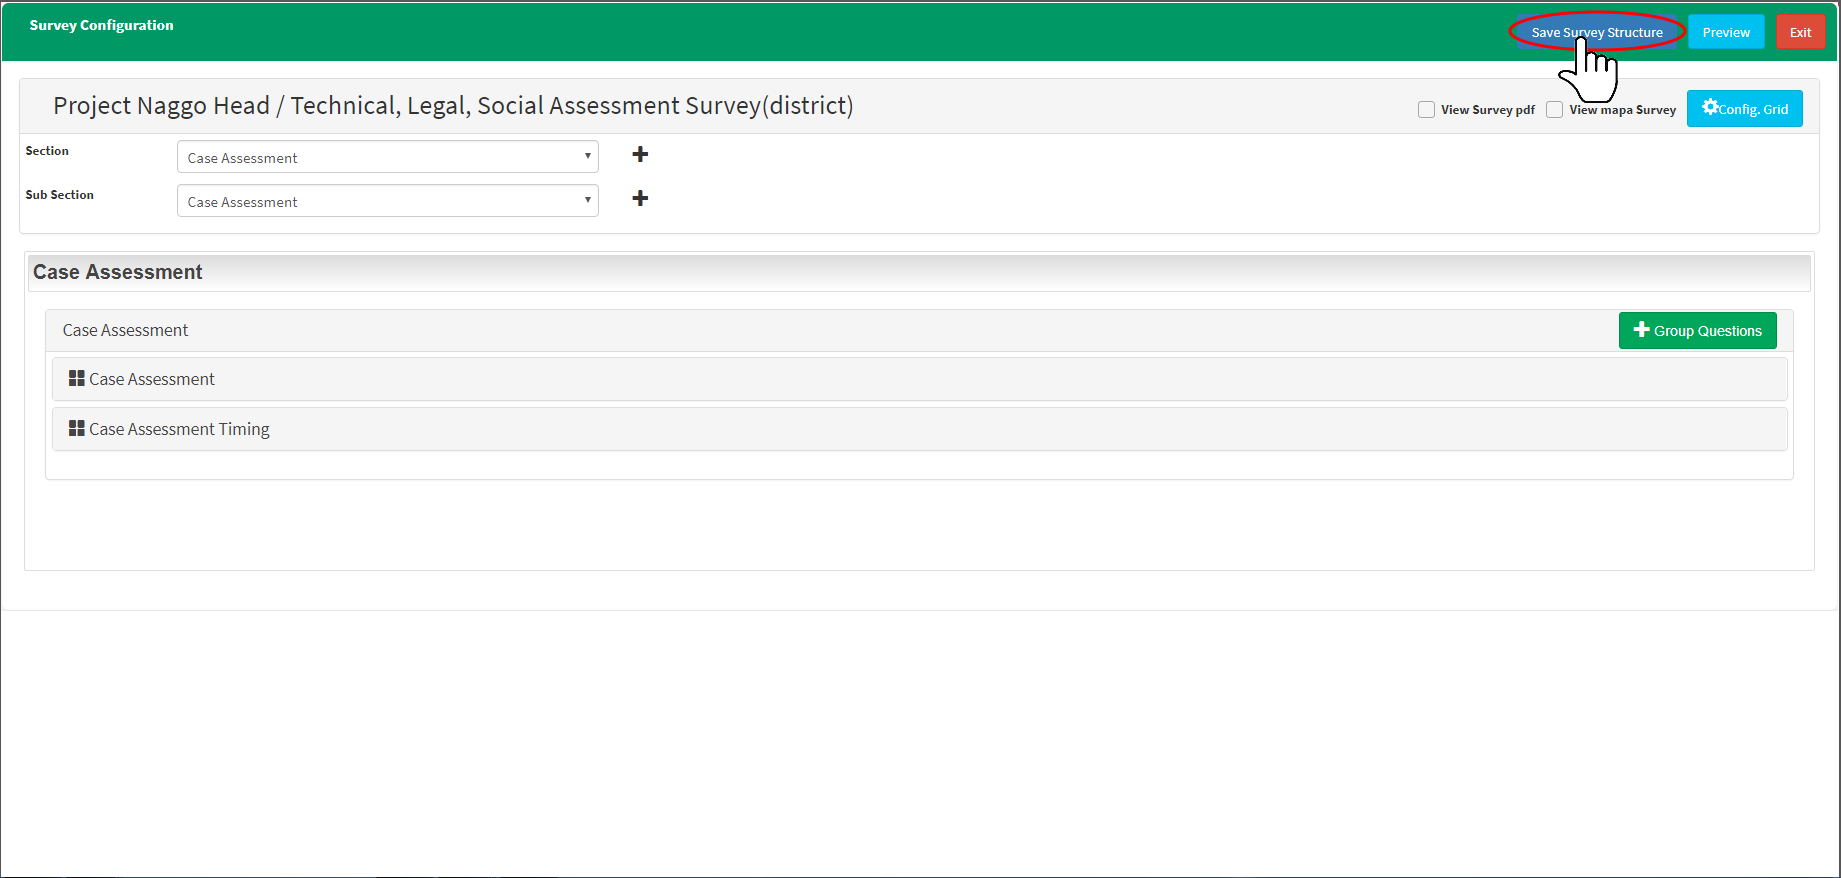 Survey Configuration
Save Survey Structure
Preview
Exit
Project Naggo Head / Technical, Legal, Social Assessment Survey(district)
View Survey pdf
View mapa Survey
Config. Grid
Section
Case Assessment
Sub Section
Case Assessment
Case Assessment
Case Assessment
Group Questions
Case Assessment
Case Assessment Timing